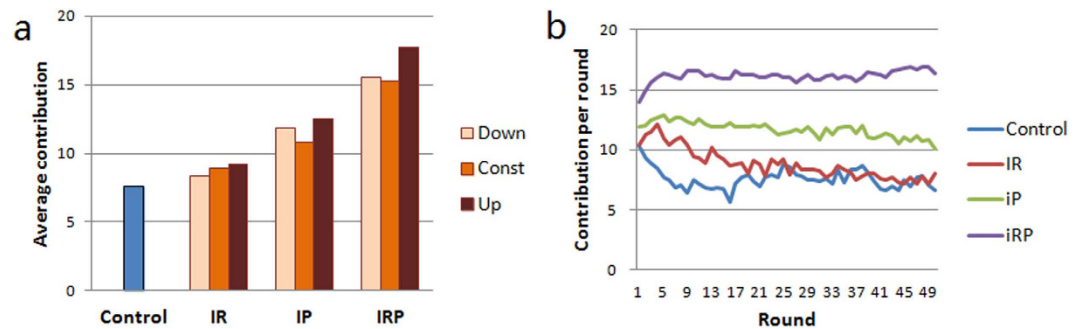 a
20
15
10
5
0
Average contribution
Control IR IP IRP
Down
Const
Up
b
20
15
10
5
0
Contribution per round
1 5 9 13 17 21 25 29 33 37 41 45 49
Round
Control
IR
iP
iRP